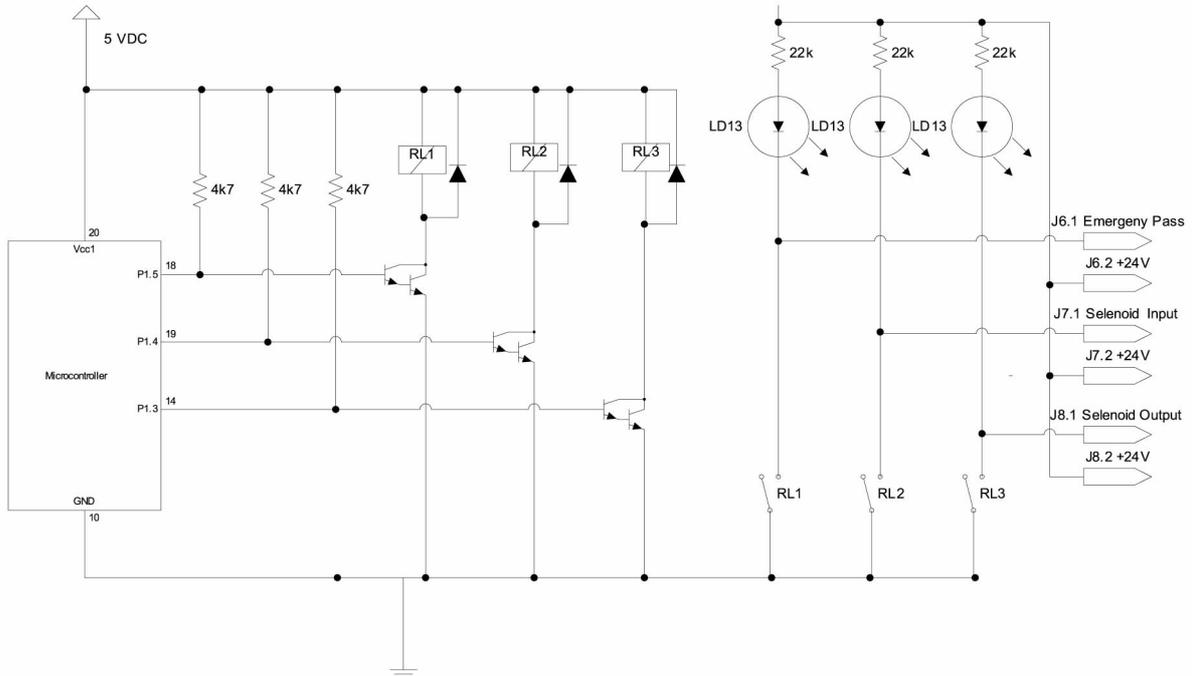 5 VDC
22k
22k
22k
LD13
LD13
LD13
RL1
RL2
RL3
4k7
4k7
4k7
J6.1 Emergeny Pass
20
Vcc1
P1.5
18
J6.2 +24V
J7.1 Selenoid Input
P1.4
19
J7.2 +24V
Microcontroller
P1.3
14
J8.1 Selenoid Output
J8.2 +24V
RL1
RL2
RL3
GND
10